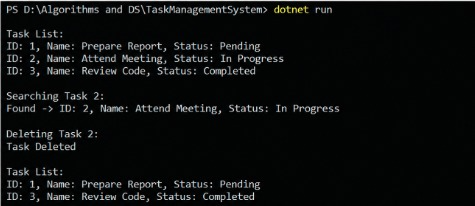 PS D:\Algorithms and DS\TaskManagementSystem> dotnet run
Task List:
ID: 1, Name: Prepare Report, Status: Pending
ID: 2, Name: Attend Meeting, Status: In Progress
ID: 3, Name: Review Code, Status: Completed
Searching Task 2:
Found -> ID: 2, Name: Attend Meeting, Status: In Progress
Deleting Task 2:
Task Deleted
Task List:
ID: 1, Name: Prepare Report, Status: Pending
ID: 3, Name: Review Code, Status: Completed